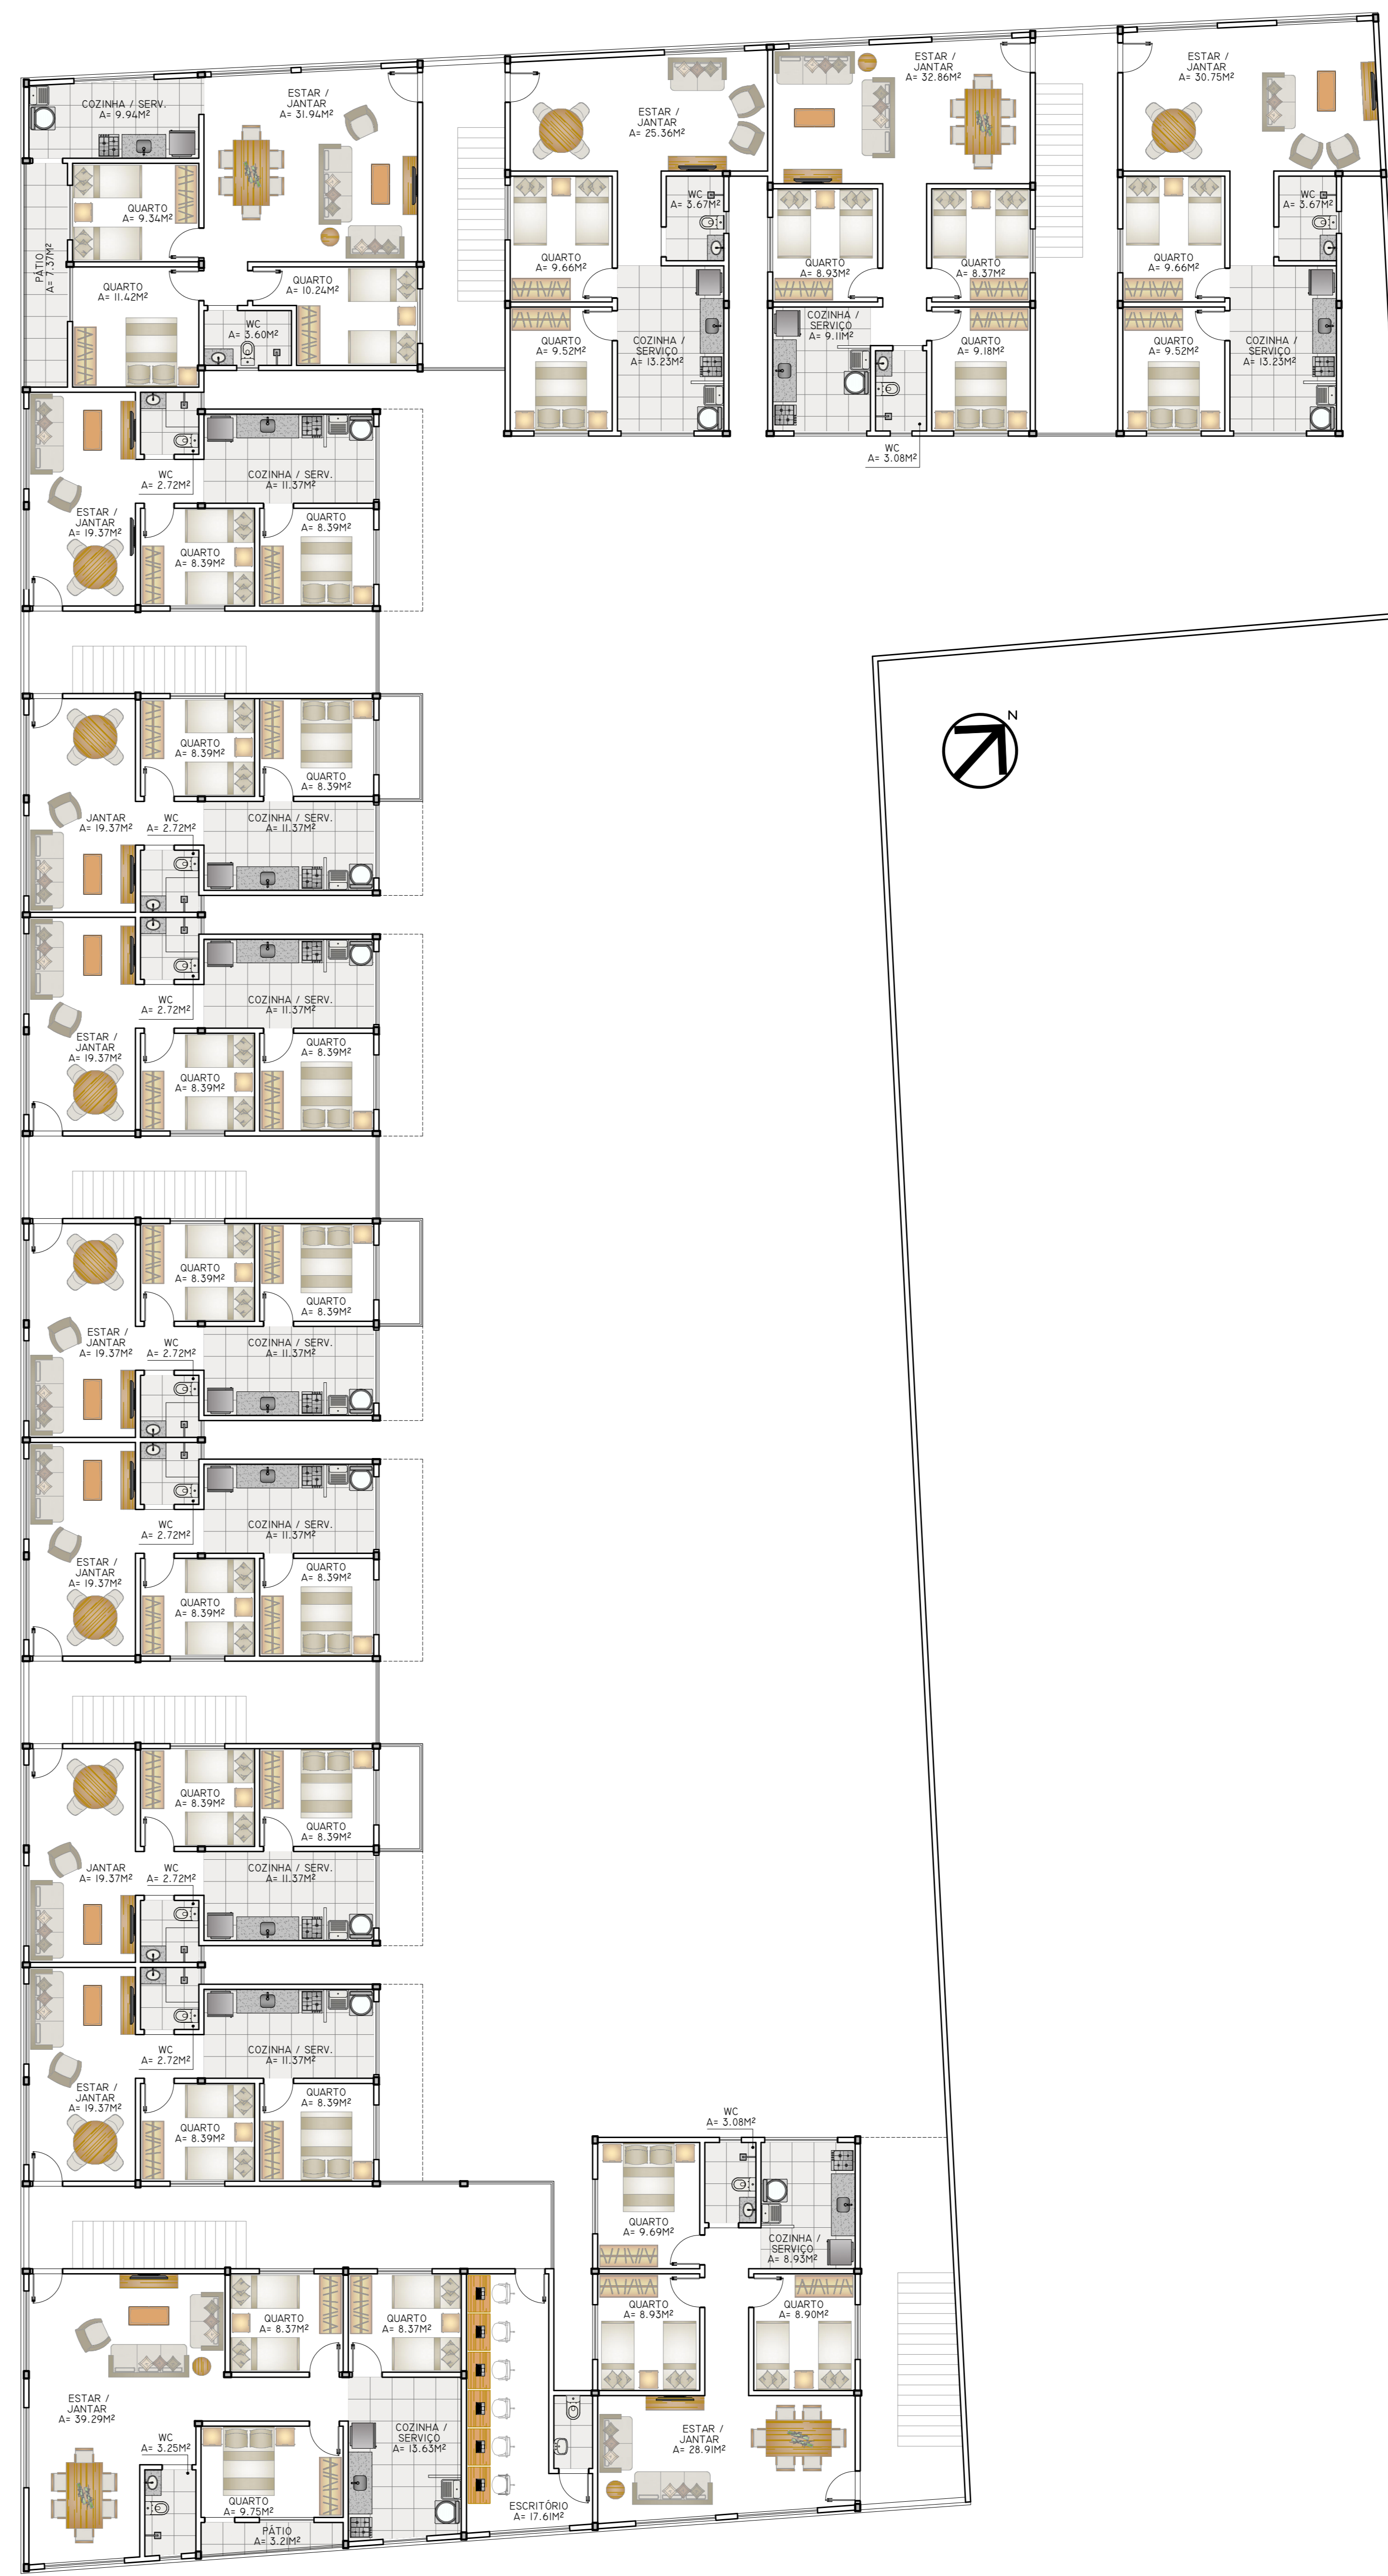 COZINHA / SERV.
A= 9.94M²
ESTAR /
JANTAR
A= 31.94M²
QUARTO
A= 9.34M²
PÁTIO
A= 7.37M²
QUARTO
A= 11.42M²
QUARTO
A= 10.24M²
WC
A= 3.60M²
ESTAR /
JANTAR
A= 25.36M²
WC
A= 3.67M²
QUARTO
A= 9.66M²
QUARTO
A= 9.52M²
COZINHA /
SERVIÇO
A= 13.23M²
ESTAR /
JANTAR
A= 32.86M²
QUARTO
A= 8.93M²
QUARTO
A= 8.37M²
COZINHA /
SERVIÇO
A= 9.11M²
QUARTO
A= 9.18M²
WC
A= 3.08M²
ESTAR /
JANTAR
A= 30.75M²
WC
A= 3.67M²
QUARTO
A= 9.66M²
QUARTO
A= 9.52M²
COZINHA /
SERVIÇO
A= 13.23M²
WC
A= 2.72M²
COZINHA / SERV.
A= 11.37M²
ESTAR /
JANTAR
A= 19.37M²
QUARTO
A= 8.39M²
QUARTO
A= 8.39M²
N
QUARTO
A= 8.39M²
QUARTO
A= 8.39M²
JANTAR
A= 19.37M²
WC
A= 2.72M²
COZINHA / SERV.
A= 11.37M²
WC
A= 2.72M²
COZINHA / SERV.
A= 11.37M²
ESTAR /
JANTAR
A= 19.37M²
QUARTO
A= 8.39M²
QUARTO
A= 8.39M²
QUARTO
A= 8.39M²
QUARTO
A= 8.39M²
ESTAR /
JANTAR
A= 19.37M²
WC
A= 2.72M²
COZINHA / SERV.
A= 11.37M²
WC
A= 2.72M²
COZINHA / SERV.
A= 11.37M²
ESTAR /
JANTAR
A= 19.37M²
QUARTO
A= 8.39M²
QUARTO
A= 8.39M²
QUARTO
A= 8.39M²
QUARTO
A= 8.39M²
JANTAR
A= 19.37M²
WC
A= 2.72M²
COZINHA / SERV.
A= 11.37M²
WC
A= 2.72M²
COZINHA / SERV.
A= 11.37M²
ESTAR /
JANTAR
A= 19.37M²
QUARTO
A= 8.39M²
QUARTO
A= 8.39M²
WC
A= 3.08M²
QUARTO
A= 9.69M²
COZINHA /
SERVIÇO
A= 8.93M²
QUARTO
A= 8.93M²
QUARTO
A= 8.90M²
ESTAR /
JANTAR
A= 28.91M²
QUARTO
A= 8.37M²
QUARTO
A= 8.37M²
ESTAR /
JANTAR
A= 39.29M²
WC
A= 3.25M²
COZINHA /
SERVIÇO
A= 13.63M²
QUARTO
A= 9.75M²
PÁTIO
A= 3.21M²
ESCRITÓRIO
A= 17.61M²